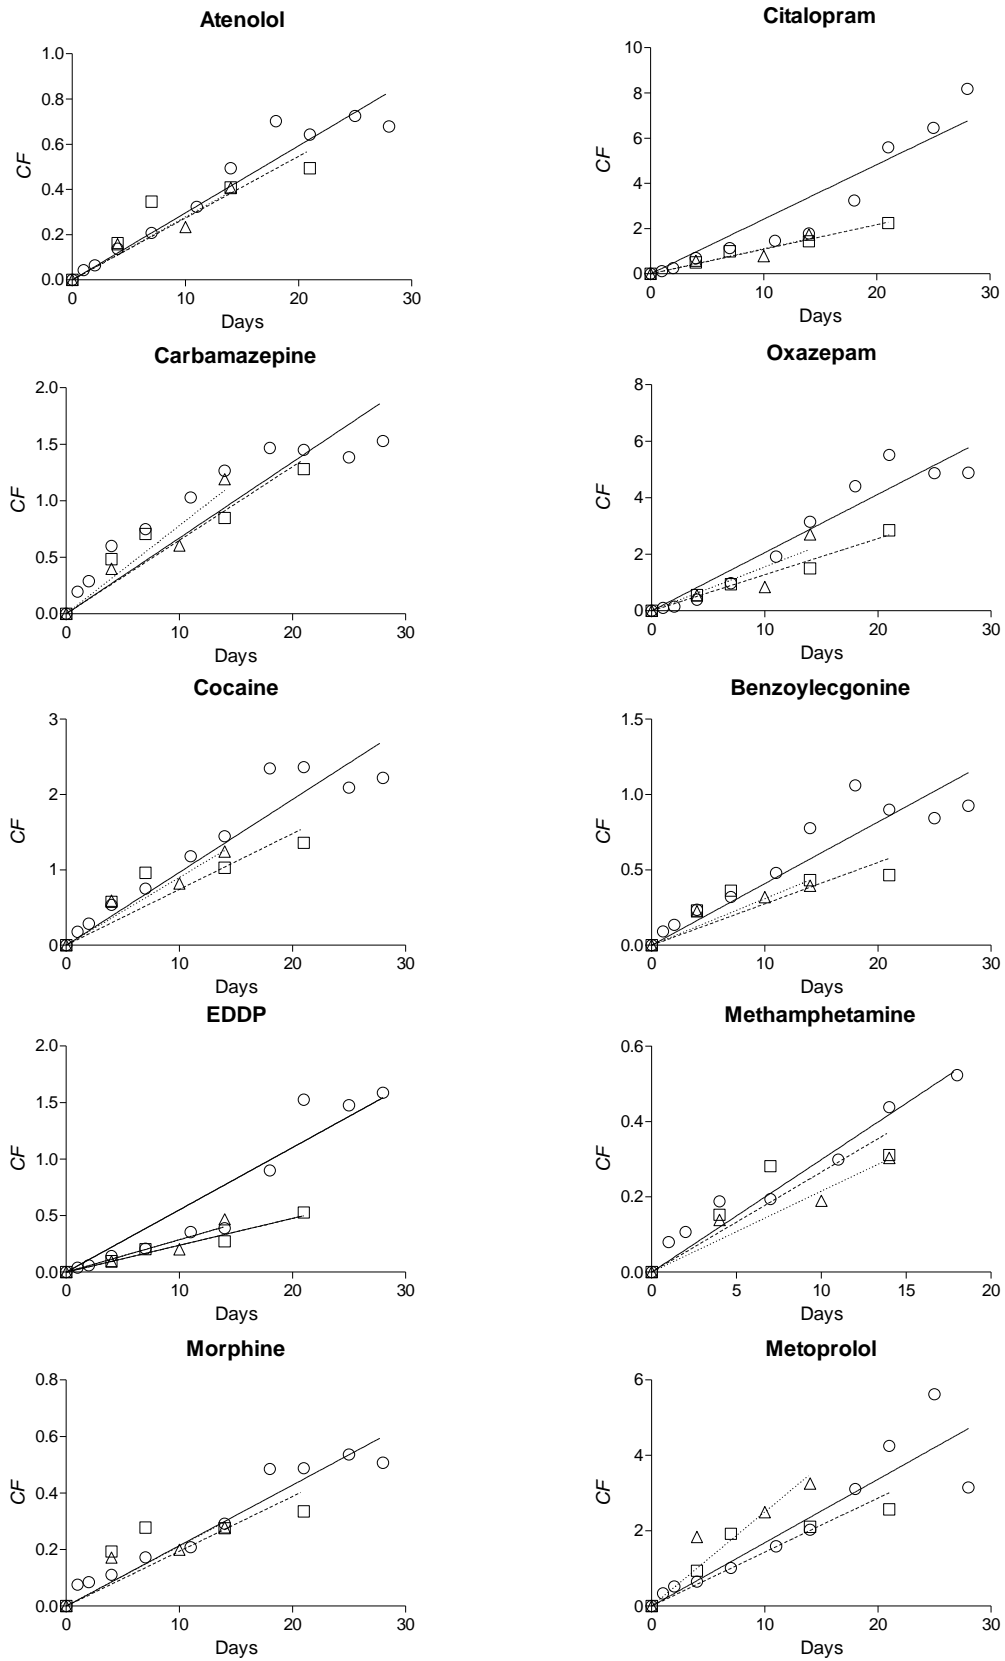 Atenolol
1.0
0.8
0.6
0.4
0.2
0.0
CF
0 10 20 30
Days
Citalopram
10
8
6
4
2
0
CF
0 10 20 30
Days
Carbamazepine
2.0
1.5
1.0
0.5
0.0
CF
0 10 20 30
Days
Oxazepam
8
6
4
2
0
CF
0 10 20 30
Days
Cocaine
3
2
1
0
CF
0 10 20 30
Days
Benzoylecgonine
1.5
1.0
0.5
0.0
CF
0 10 20 30
Days
EDDP
2.0
1.5
1.0
0.5
0.0
CF
0 10 20 30
Days
Methamphetamine
0.6
0.4
0.2
0.0
CF
0 5 10 15 20
Days
Morphine
0.8
0.6
0.4
0.2
0.0
CF
0 10 20 30
Days
Metoprolol
6
4
2
0
CF
0 10 20 30
Days